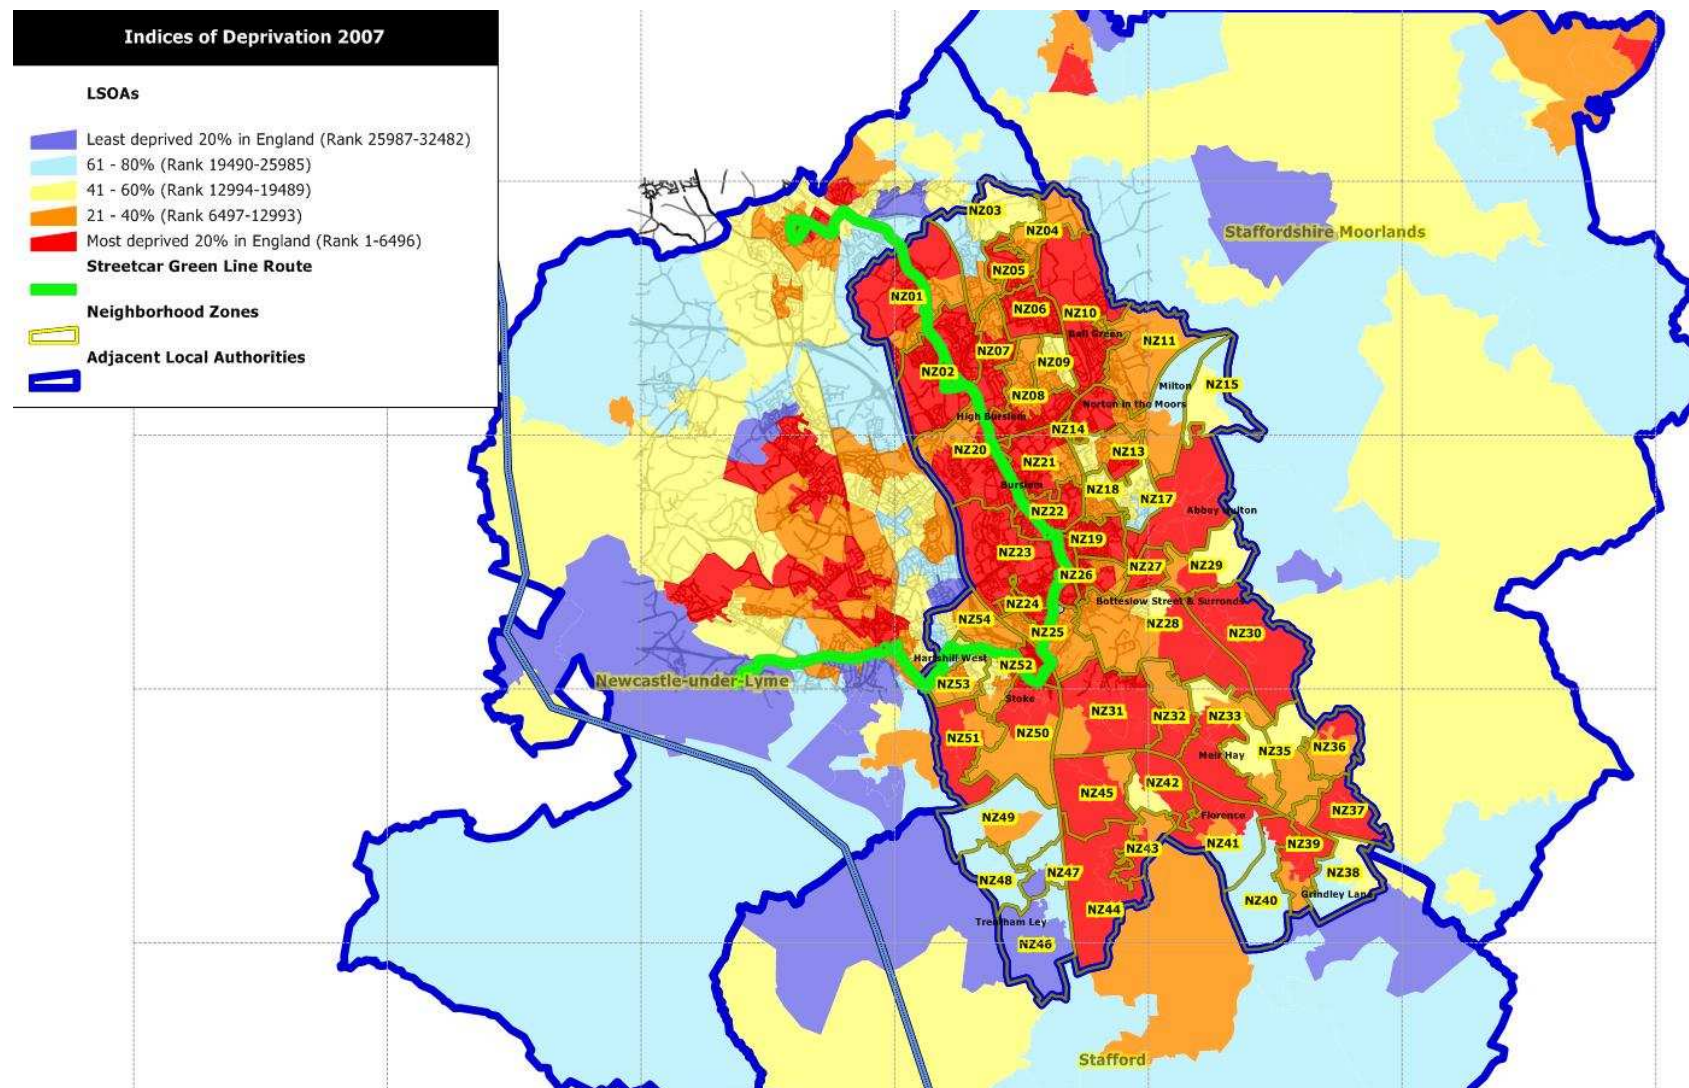 Indices of Deprivation 2007
LSOAs
Least deprived 20% in England (Rank 25987-32482)
61 - 80% (Rank 19490-25985)
41 - 60% (Rank 12994-19489)
21 - 40% (Rank 6497-12993)
Most deprived 20% in England (Rank 1-6496)
Streetcar Green Line Route
Neighborhood Zones
Adjacent Local Authorities
NZ03
NZ04
Staffordshire Moorlands
NZ05
NZ01
NZ06
NZ10
Ball Green
NZ11
NZ07
NZ09
NZ02
Milton
NZ15
NZ08
Norton in the Moors
High Burslem
NZ14
NZ20
NZ13
NZ21
Burslem
NZ18
NZ17
NZ22
Abbey Hulton
NZ19
NZ23
NZ27
NZ29
NZ26
NZ24
Botteslow Street & Surronds
NZ54
NZ28
NZ25
NZ30
Hartshill West
NZ52
Newcastle-under-Lyme
NZ53
Stoke
NZ31
NZ32
NZ33
NZ51
NZ50
NZ36
NZ35
Meir Hay
NZ42
NZ45
NZ37
NZ49
Florence
NZ43
NZ41
NZ39
NZ47
NZ38
NZ48
Grindley Lane
NZ40
NZ44
Trentham Ley
NZ46
Stafford